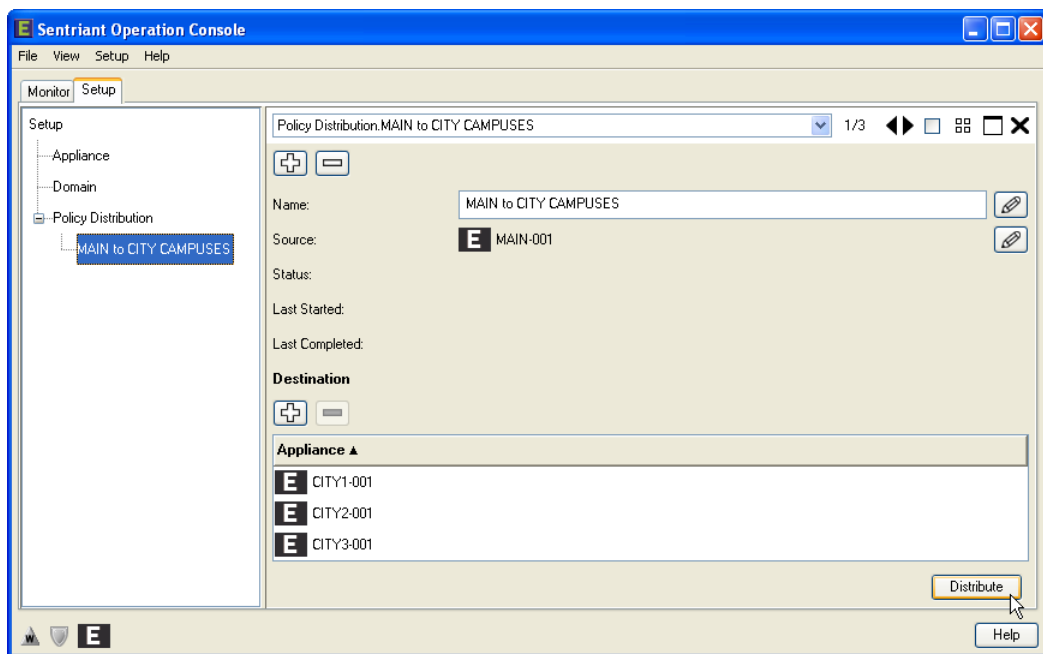 E Sentriant Operation Console
File View Setup Help
Monitor Setup
Setup
Appliance
Domain
Policy Distribution
MAIN to CITY CAMPUSES
Policy Distribution.MAIN to CITY CAMPUSES 1/3
Name: MAIN to CITY CAMPUSES
Source: E MAIN-001
Status:
Last Started:
Last Completed:
Destination
Appliance
E CITY1-001
E CITY2-001
E CITY3-001
Distribute
W E Help